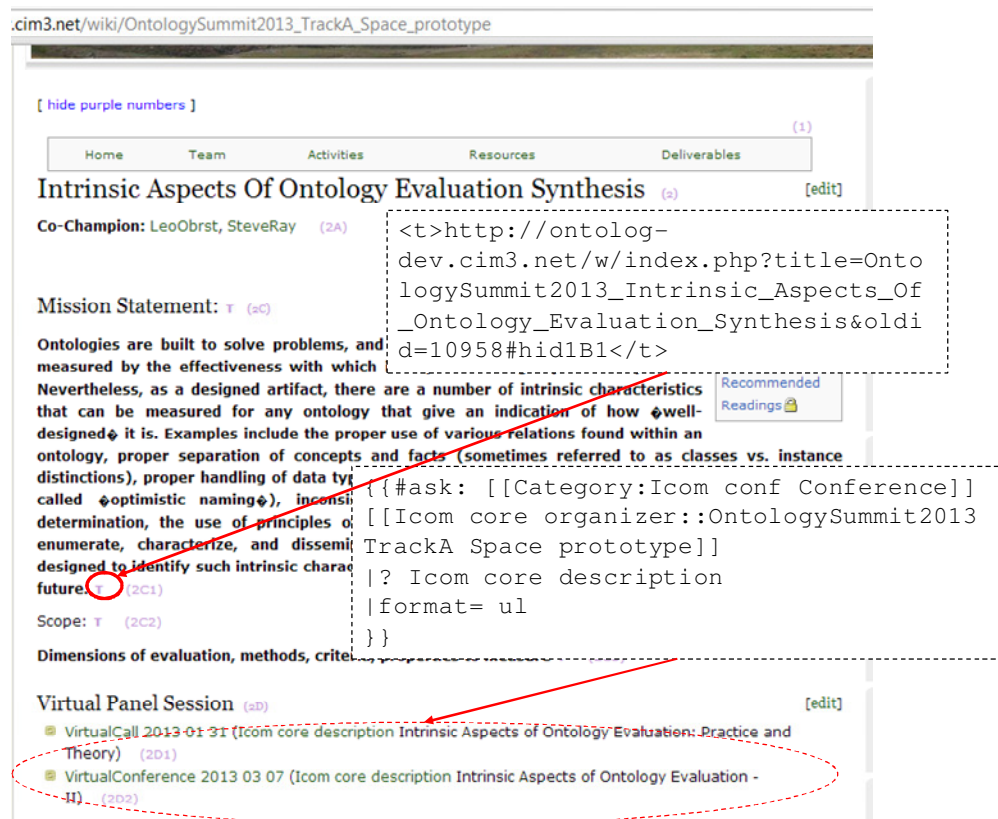 .cim3.net/wiki/OntologySummit2013_TrackA_Space_prototype
[ hide purple numbers ]
(1)
Home Team Activities Resources Deliverables
Intrinsic Aspects Of Ontology Evaluation Synthesis (2) [edit]
Co-Champion: LeoObrst, SteveRay (2A)
<t>http://ontolog-
dev.cim3.net/w/index.php?title=Onto
logySummit2013_Intrinsic_Aspects_Of
_Ontology_Evaluation_Synthesis&oldi
d=10958#hid1B1</t>
Mission Statement: T (2C)
Ontologies are built to solve problems, and
measured by the effectiveness with which
Nevertheless, as a designed artifact, there are a number of intrinsic characteristics
that can be measured for any ontology that give an indication of how �well-
designed� it is. Examples include the proper use of various relations found within an
ontology, proper separation of concepts and facts (sometimes referred to as classes vs. instance
distinctions), proper handling of data typ
called �optimistic naming�), inconsi
determination, the use of principles o
enumerate, characterize, and dissemi
designed to identify such intrinsic charac
future. T (2C1)
Recommended
Readings
{{#ask: [[Category:Icom conf Conference]]
[[Icom core organizer::OntologySummit2013
TrackA Space prototype]]
|? Icom core description
|format= ul
}}
Scope: T (2C2)
Dimensions of evaluation, methods, criteria,
Virtual Panel Session (2D) [edit]
VirtualCall 2013 01 31 (Icom core description Intrinsic Aspects of Ontology Evaluation: Practice and
Theory) (2D1)
VirtualConference 2013 03 07 (Icom core description Intrinsic Aspects of Ontology Evaluation -
II) (2D2)